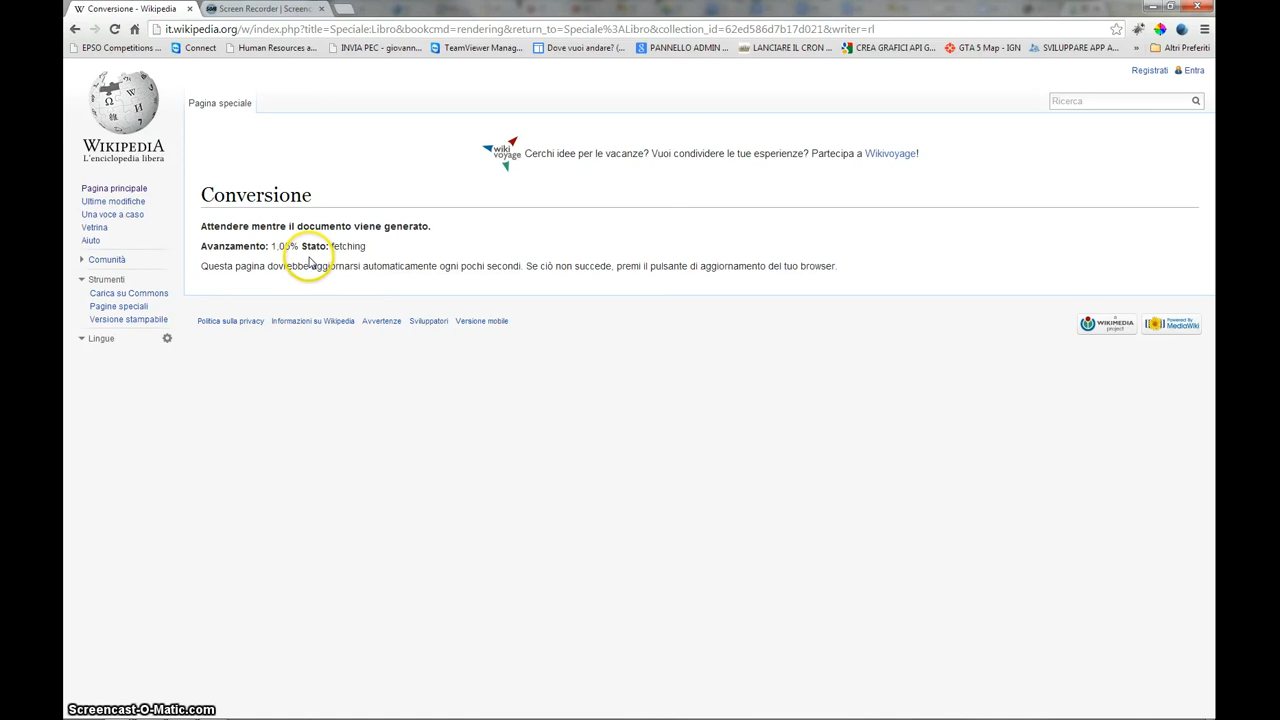 Conversione - Wikipedia
Screen Recorder | Screenc
it.wikipedia.org/w/index.php?title=Speciale:Libro&bookcmd=rendering&return_to=Speciale%3ALibro&collection_id=62ed586d7b17d021&writer=rl
EPSO Competitions ...
Connect
Human Resources a...
INVIA PEC - giovann...
TeamViewer Manag...
Dove vuoi andare? (...
PANNELLO ADMIN ...
LANCIARE IL CRON ...
CREA GRAFICI API G...
GTA 5 Map - IGN
SVILUPPARE APP A...
»
Altri Preferiti
Registrati Entra
Pagina speciale
Ricerca
WIKIPEDIA
L'enciclopedia libera
wiki voyage Cerchi idee per le vacanze? Vuoi condividere le tue esperienze? Partecipa a Wikivoyage!
Pagina principale
Ultime modifiche
Una voce a caso
Vetrina
Aiuto
Comunità
Strumenti
Carica su Commons
Pagine speciali
Versione stampabile
Lingue
Conversione
Attendere mentre il documento viene generato.
Avanzamento: Stato: fetching
Questa pagina dovrebbe aggiornarsi automaticamente ogni pochi secondi. Se ciò non succede, premi il pulsante di aggiornamento del tuo browser.
Politica sulla privacy Informazioni su Wikipedia Avvertenze Sviluppatori Versione mobile
A WIKIMEDIA project
Powered By MediaWiki
Screencast-O-Matic.com